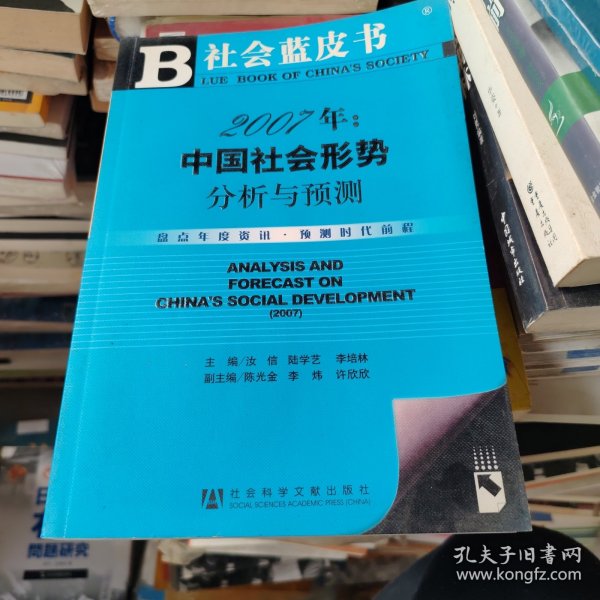 B 社会蓝皮书®
LUE BOOK OF CHINA'S SOCIETY
2007年:
中国社会形势
分析与预测
盘点年度资讯·预测时代前程
ANALYSIS AND
FORECAST ON
CHINA'S SOCIAL DEVELOPMENT
(2007)
主 编/汝 信 陆学艺 李培林
副主编/陈光金 李 炜 许欣欣
社会科学文献出版社
SOCIAL SCIENCES ACADEMIC PRESS (CHINA)
問題研究
孔夫子旧书网
www.kongfz.com